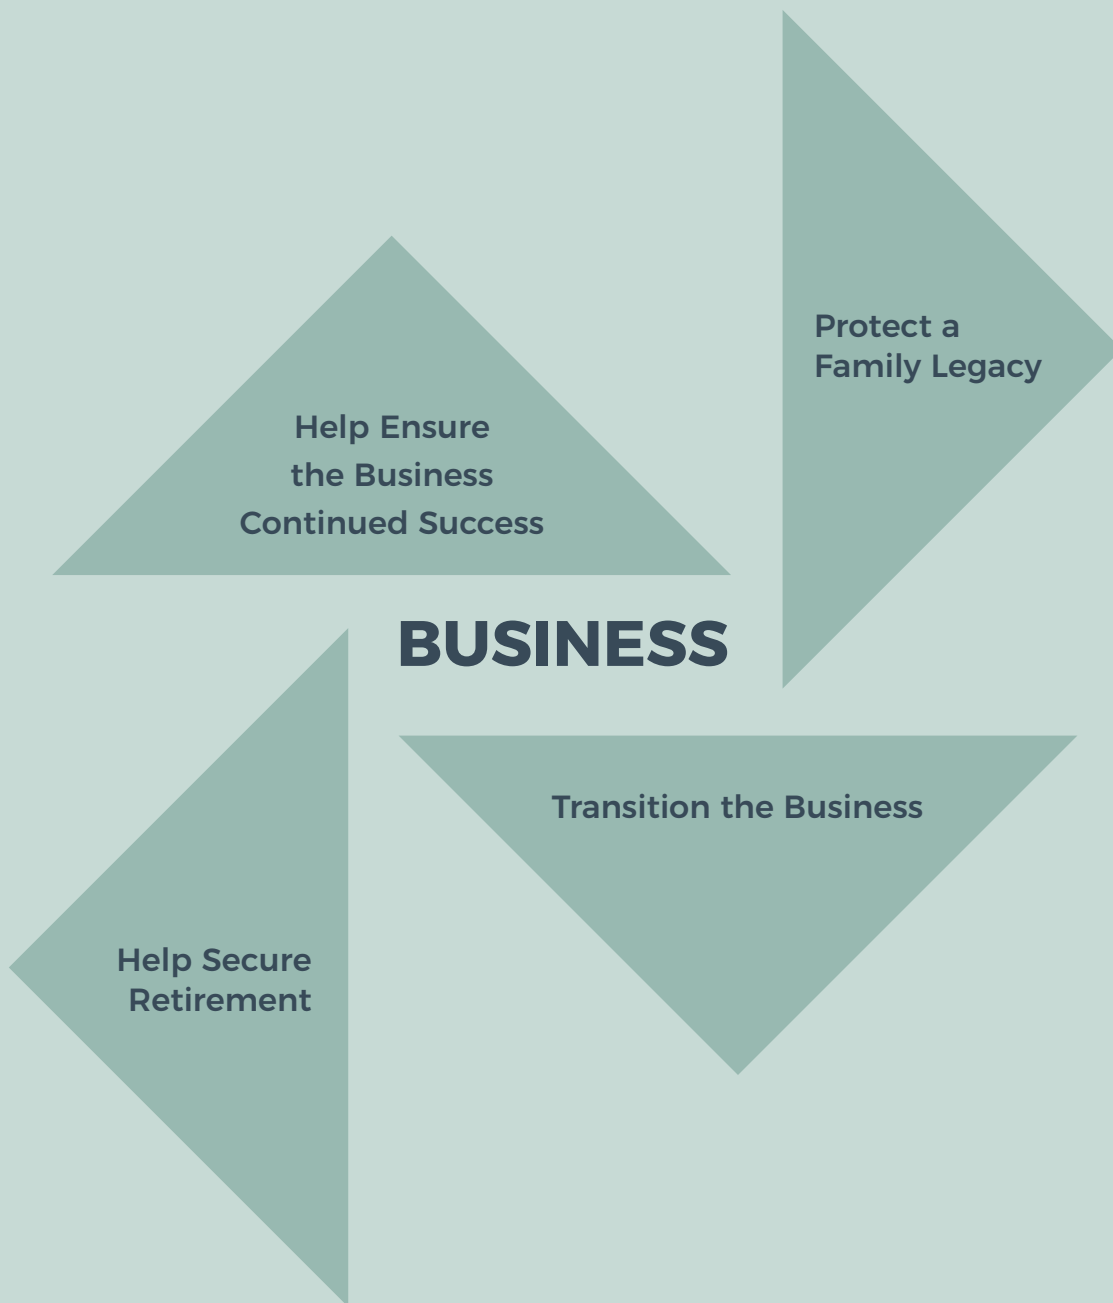 Protect a
Family Legacy
Help Ensure
the Business
Continued Success
BUSINESS
Transition the Business
Help Secure
Retirement